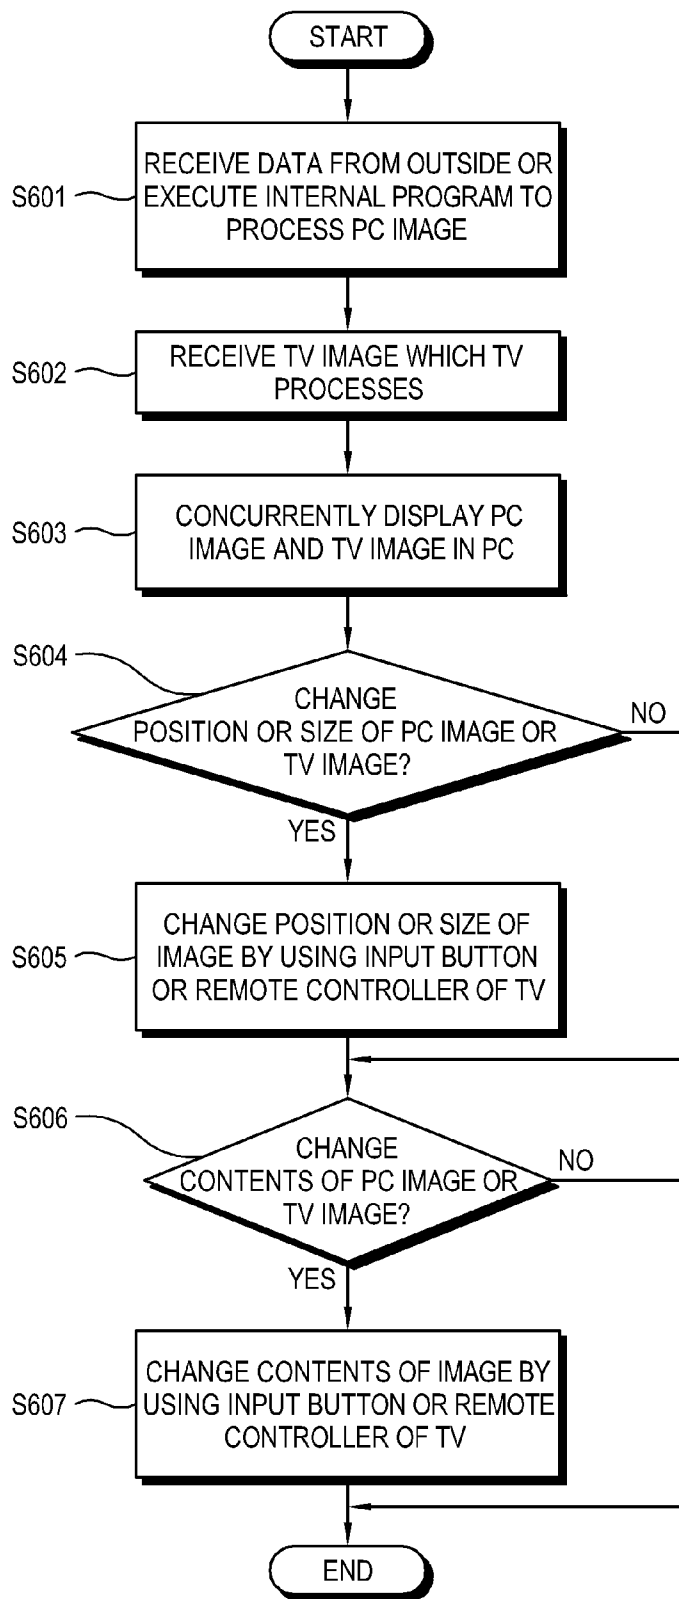 START
S601
RECEIVE DATA FROM OUTSIDE OR
EXECUTE INTERNAL PROGRAM TO
PROCESS PC IMAGE
S602
RECEIVE TV IMAGE WHICH TV
PROCESSES
S603
CONCURRENTLY DISPLAY PC
IMAGE AND TV IMAGE IN PC
S604
CHANGE
POSITION OR SIZE OF PC IMAGE OR
TV IMAGE?
NO
YES
S605
CHANGE POSITION OR SIZE OF
IMAGE BY USING INPUT BUTTON
OR REMOTE CONTROLLER OF TV
S606
CHANGE
CONTENTS OF PC IMAGE OR
TV IMAGE?
NO
YES
S607
CHANGE CONTENTS OF IMAGE BY
USING INPUT BUTTON OR REMOTE
CONTROLLER OF TV
END